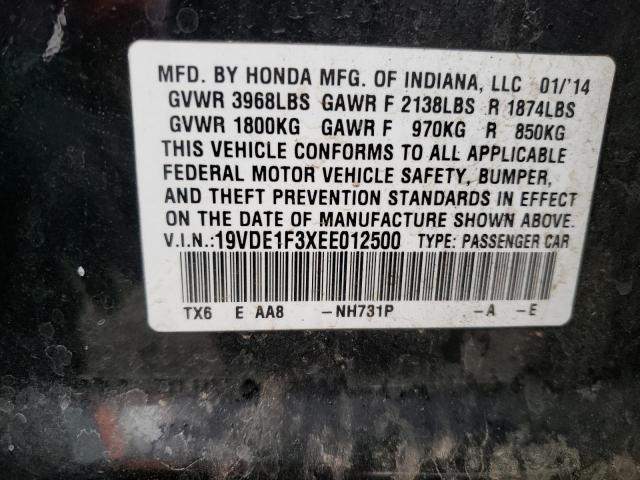 MFD. BY HONDA MFG. OF INDIANA, LLC 01/'14
GVWR 3968LBS GAWR F 2138LBS R 1874LBS
GVWR 1800KG GAWR F 970KG R 850KG
THIS VEHICLE CONFORMS TO ALL APPLICABLE
FEDERAL MOTOR VEHICLE SAFETY, BUMPER,
AND THEFT PREVENTION STANDARDS IN EFFECT
ON THE DATE OF MANUFACTURE SHOWN ABOVE.
V.I.N.:19VDE1F3XEE012500 TYPE: PASSENGER CAR
TX6 E AA8 -NH731P -A -E